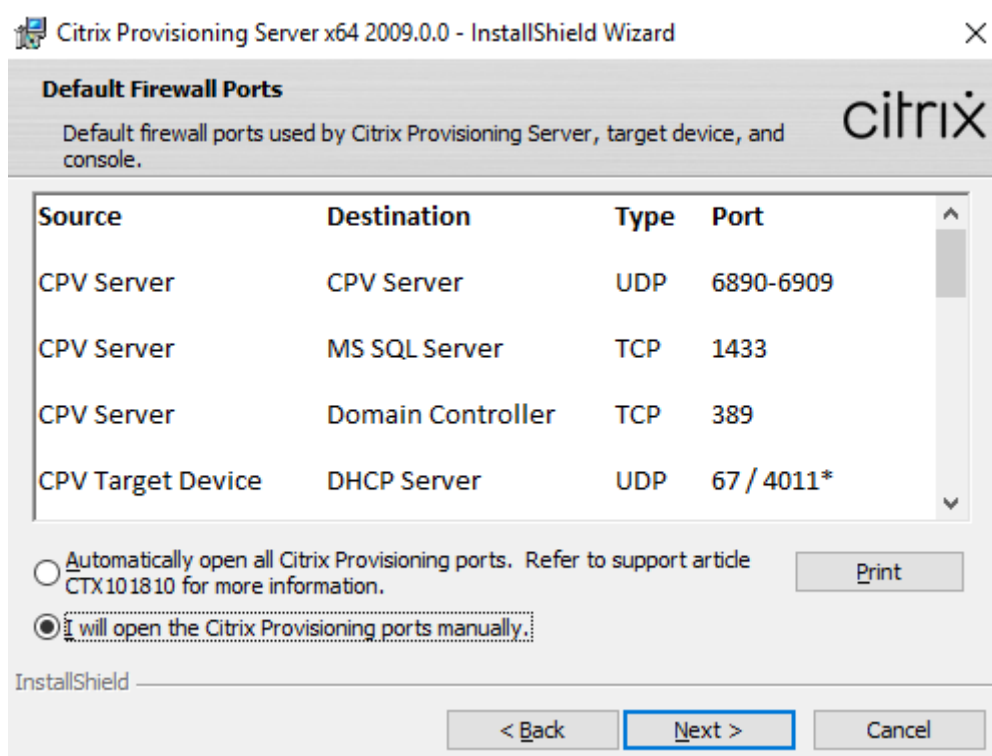 Citrix Provisioning Server x64 2009.0.0 - InstallShield Wizard
Default Firewall Ports
Default firewall ports used by Citrix Provisioning Server, target device, and
console.
citrix
Source Destination Type Port
CPV Server CPV Server UDP 6890-6909
CPV Server MS SQL Server TCP 1433
CPV Server Domain Controller TCP 389
CPV Target Device DHCP Server UDP 67 / 4011*
Automatically open all Citrix Provisioning ports. Refer to support article
CTX101810 for more information.
Print
I will open the Citrix Provisioning ports manually.
InstallShield
< Back Next > Cancel